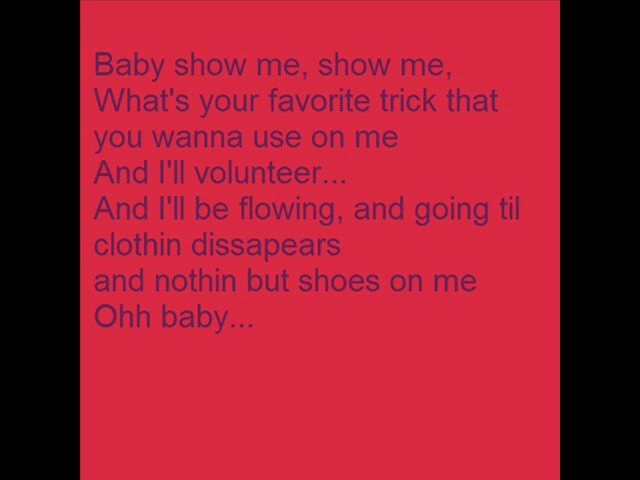 Baby show me, show me,
What's your favorite trick that
you wanna use on me
And I'll volunteer...
And I'll be flowing, and going til
clothin dissapears
and nothin but shoes on me
Ohh baby...